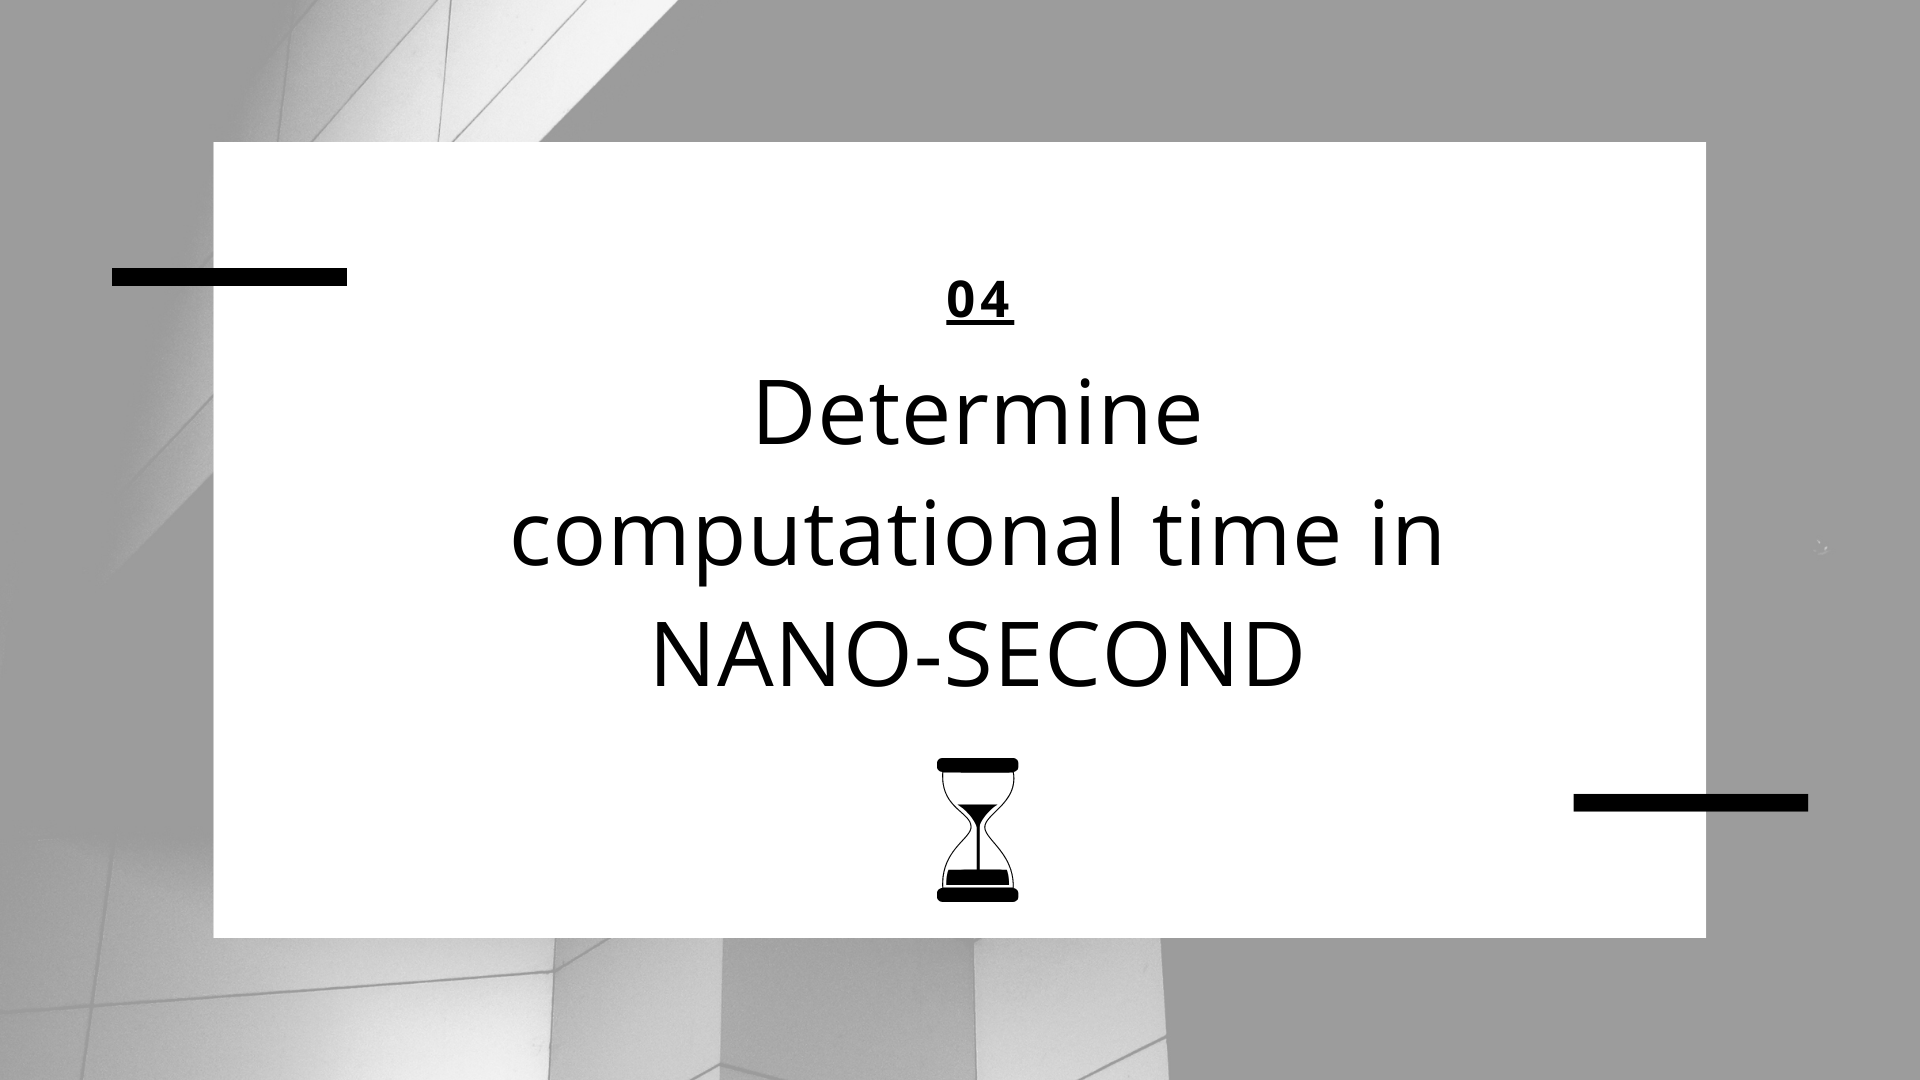 04
Determine
computational time in
NANO-SECOND